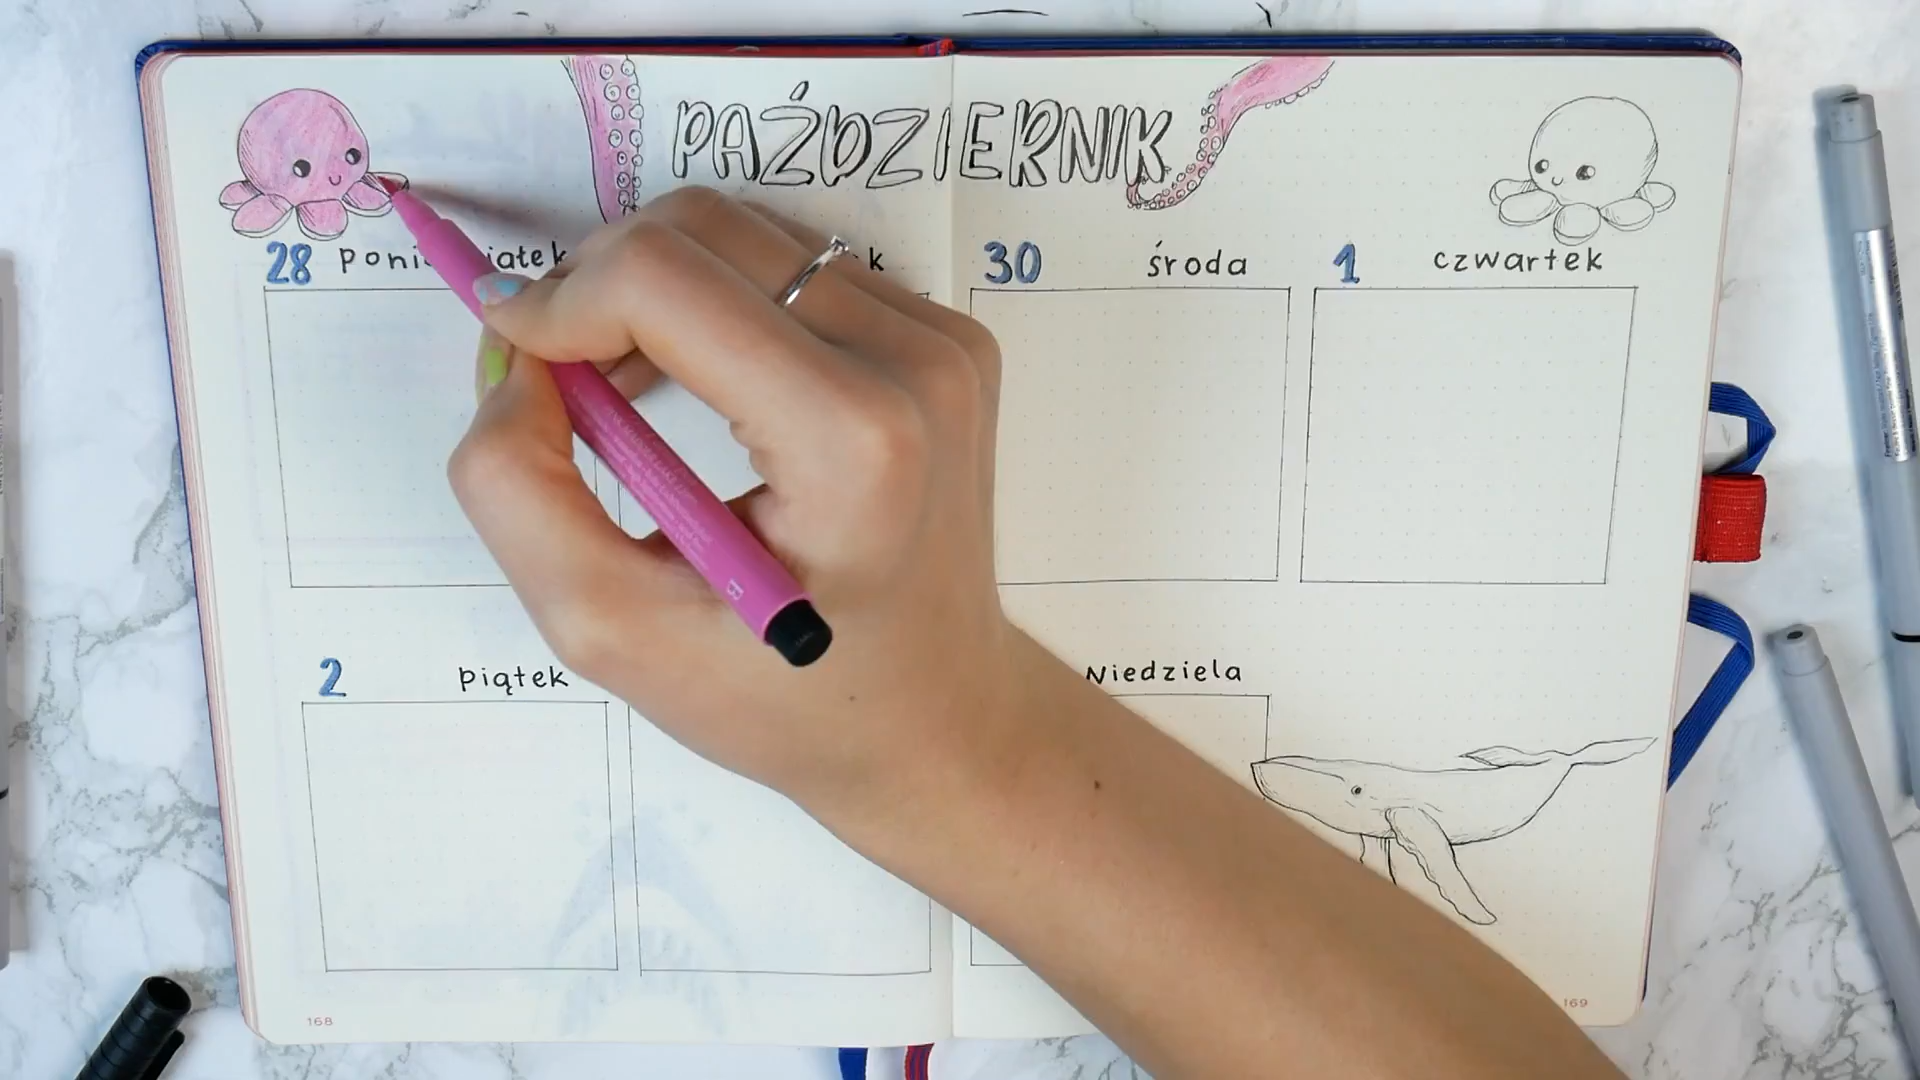 PAŹDZIERNIK
28
30 środa
1 czwartek
2 piątek
Niedziela
168
169